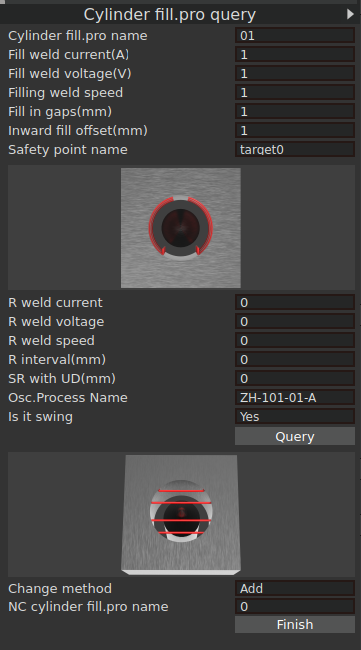 Cylinder fill.pro query
Cylinder fill.pro name 01
Fill weld current(A) 1
Fill weld voltage(V) 1
Filling weld speed 1
Fill in gaps(mm) 1
Inward fill offset(mm) 1
Safety point name target0
R weld current 0
R weld voltage 0
R weld speed 0
R interval(mm) 0
SR with UD(mm) 0
Osc.Process Name ZH-101-01-A
Is it swing Yes
Query
Change method Add
NC cylinder fill.pro name 0
Finish